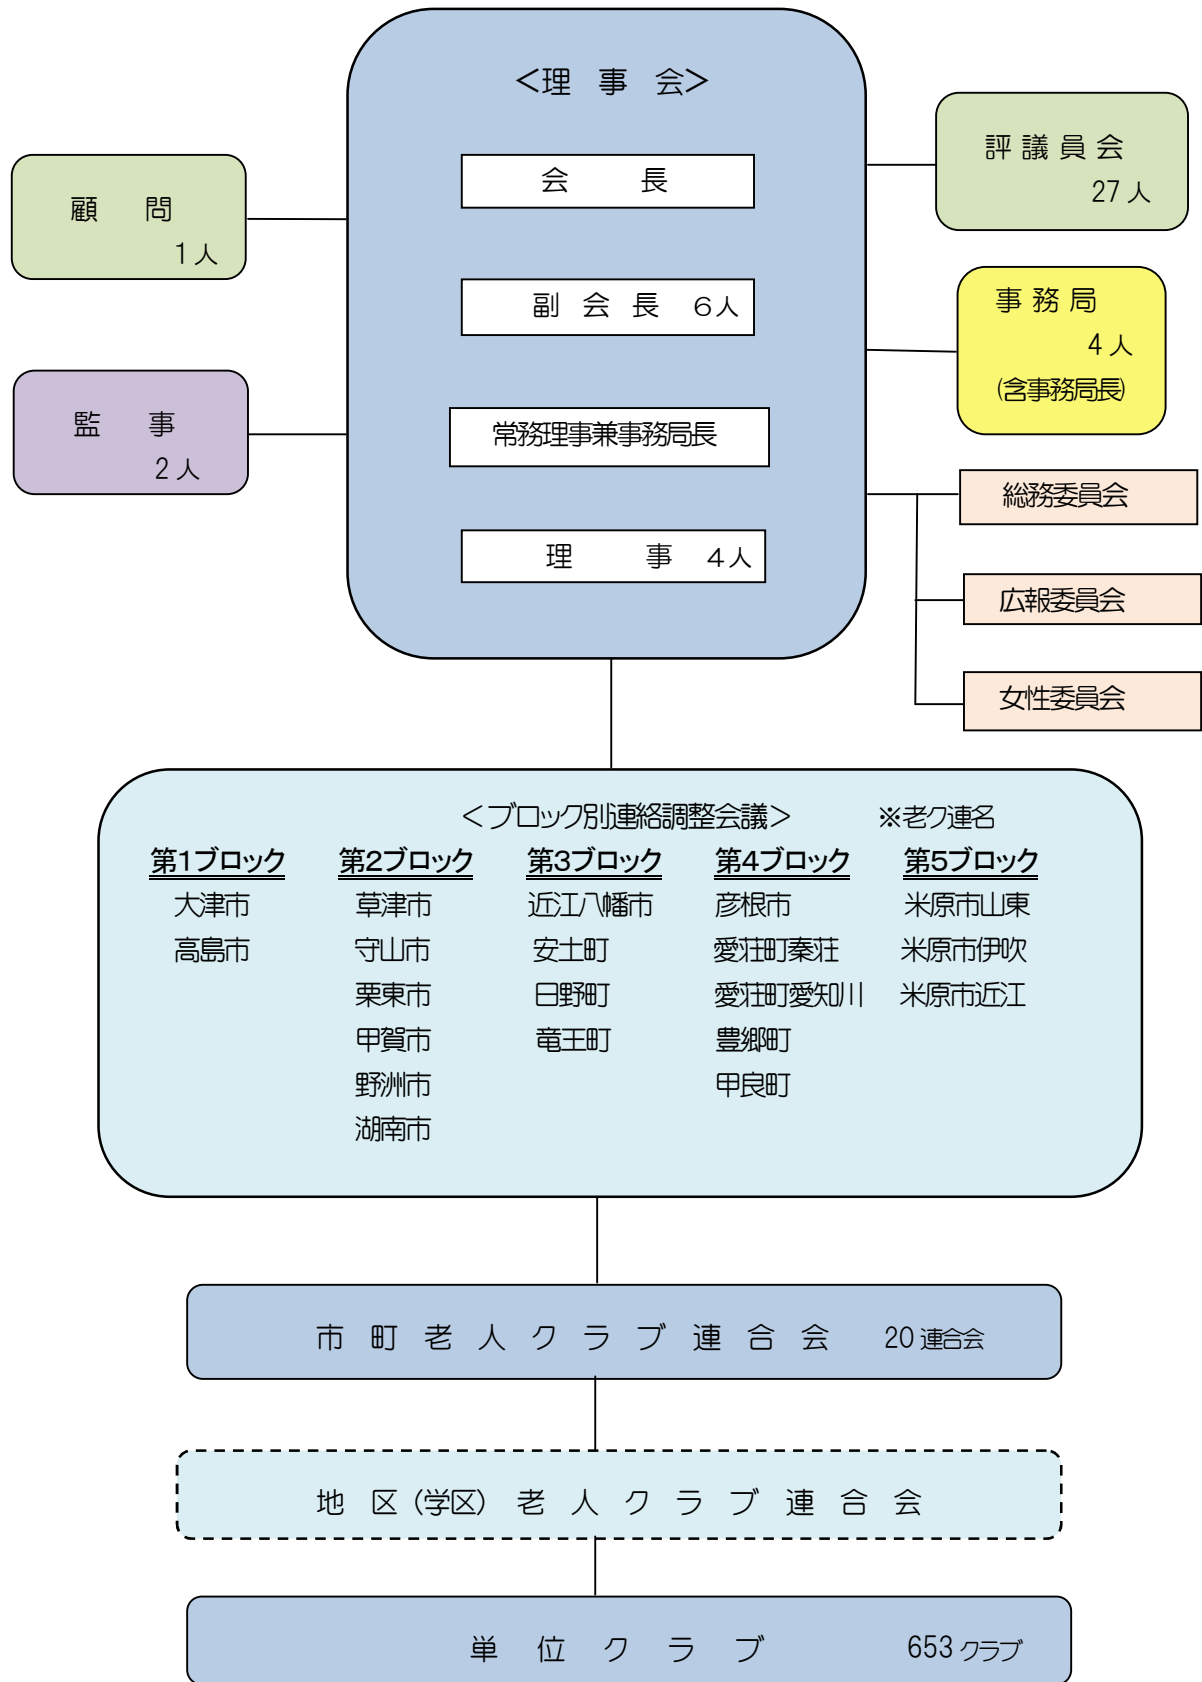 <理 事 会>
会 長
副 会 長 6人
常務理事兼事務局長
理 事 4人
顧 問
1人
監 事
2人
評 議 員 会
27人
事 務 局
4人
(含事務局長)
総務委員会
広報委員会
女性委員会
<ブロック別連絡調整会議> ※老ク連名
第1ブロック
大津市
高島市
第2ブロック
草津市
守山市
栗東市
甲賀市
野洲市
湖南市
第3ブロック
近江八幡市
安土町
日野町
竜王町
第4ブロック
彦根市
愛荘町秦荘
愛荘町愛知川
豊郷町
甲良町
第5ブロック
米原市山東
米原市伊吹
米原市近江
市 町 老 人 ク ラ ブ 連 合 会 20連合会
地 区 (学区) 老 人 ク ラ ブ 連 合 会
単 位 ク ラ ブ 653クラブ